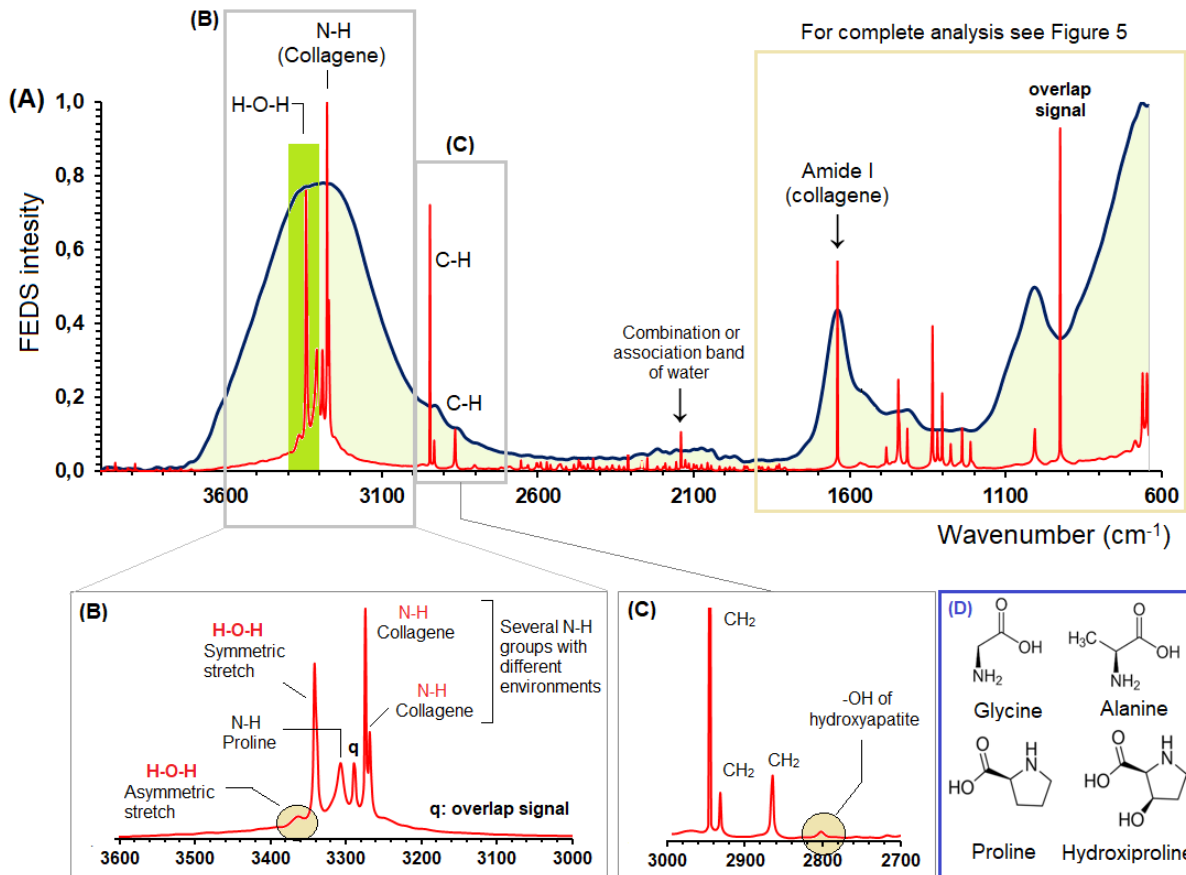 (B)
N-H
(Collagene)
For complete analysis see Figure 5
(A)
1,0
H-O-H
overlap
signal
(C)
0,8
Amide I
(collagene)
FEDS intesity
0,6
C-H
0,4
Combination or
association band
of water
0,2
C-H
0,0
3600
3100
2600
2100
1600
1100
600
Wavenumber (cm-1)
(B)
N-H
Collagene
Several N-H
groups with
different
environments
H-O-H
Symmetric
stretch
N-H
Collagene
N-H
Proline
q
H-O-H
Asymmetric
stretch
q: overlap signal
3600
3500
3400
3300
3200
3100
3000
(C)
CH2
-OH of
hydroxyapatite
CH2
CH2
3000
2900
2800
2700
(D)
O
OH
NH2
Glycine
O
H3C
OH
NH2
Alanine
O
H
N
HO
Proline
O
H
N
HO
HO
Hydroxiproline